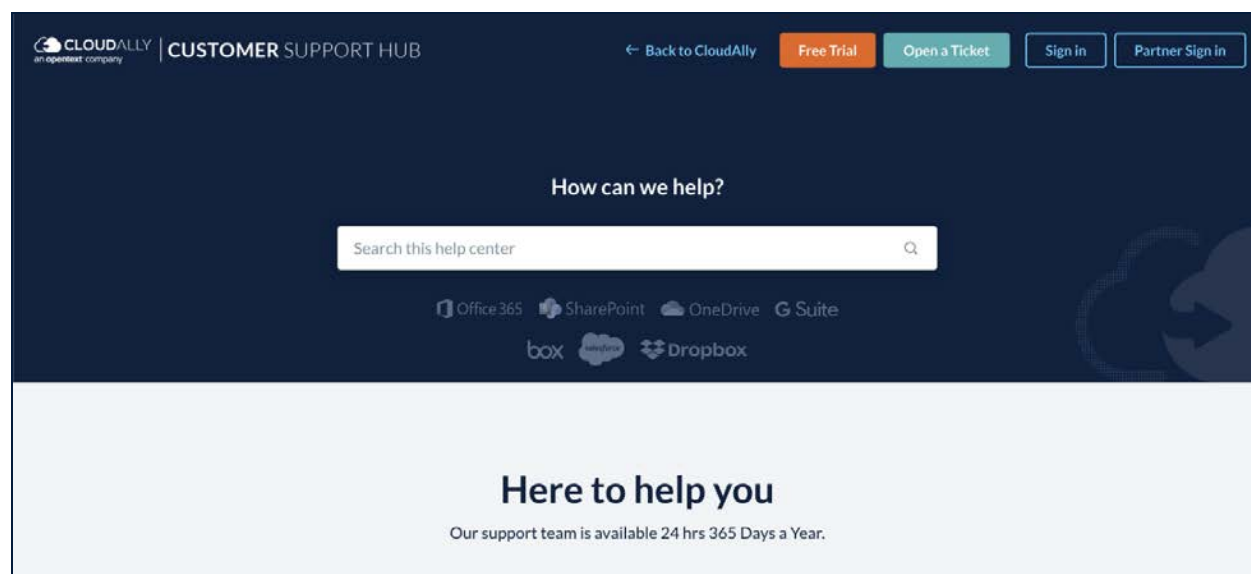 CLOUDALLY
an opentext company
CUSTOMER SUPPORT HUB
← Back to CloudAlly
Free Trial
Open a Ticket
Sign in
Partner Sign in
How can we help?
Search this help center
Office 365 SharePoint OneDrive G Suite
box salesforce Dropbox
Here to help you
Our support team is available 24 hrs 365 Days a Year.